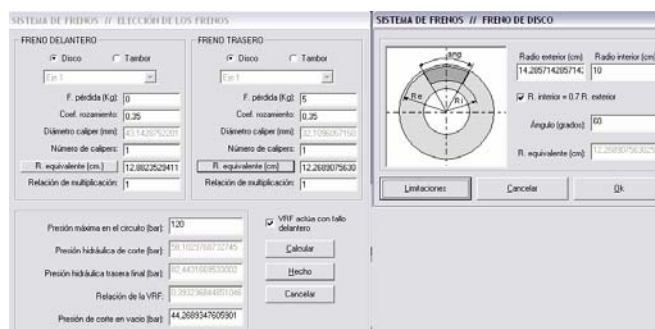 SISTEMA DE FRENOS // ELECCIÓN DE LOS FRENOS
FRENO DELANTERO
Disco
Tambor
Eje 1
F. pérdida (Kg): 0
Coef. rozamiento: 0,35
Diámetro caliper (mm):
Número de calipers: 1
R. equivalente (cm.) 12,8823529411
Relación de multiplicación: 1
FRENO TRASERO
Disco
Tambor
Eje 1
F. pérdida (Kg): 5
Coef. rozamiento: 0,35
Diámetro caliper (mm):
Número de calipers: 1
R. equivalente (cm) 12,2689075630
Relación de multiplicación: 1
Presión máxima en el circuito (bar): 120
Presión hidráulica de corte (bar):
Presión hidráulica trasera final (bar):
Relación de la VRF:
Presión de corte en vacio (bar): 44,2689347605901
VRF actúa con fallo
delantero
Calcular
Hecho
Cancelar
SISTEMA DE FRENOS // FRENO DE DISCO
ang
Re
Ri
Radio exterior (cm) Radio interior (cm)
14,285714285714; 10
R. interior = 0.7 R. exterior
Ángulo (grados): 60
R. equivalente (cm):
Limitaciones
Cancelar
Ok